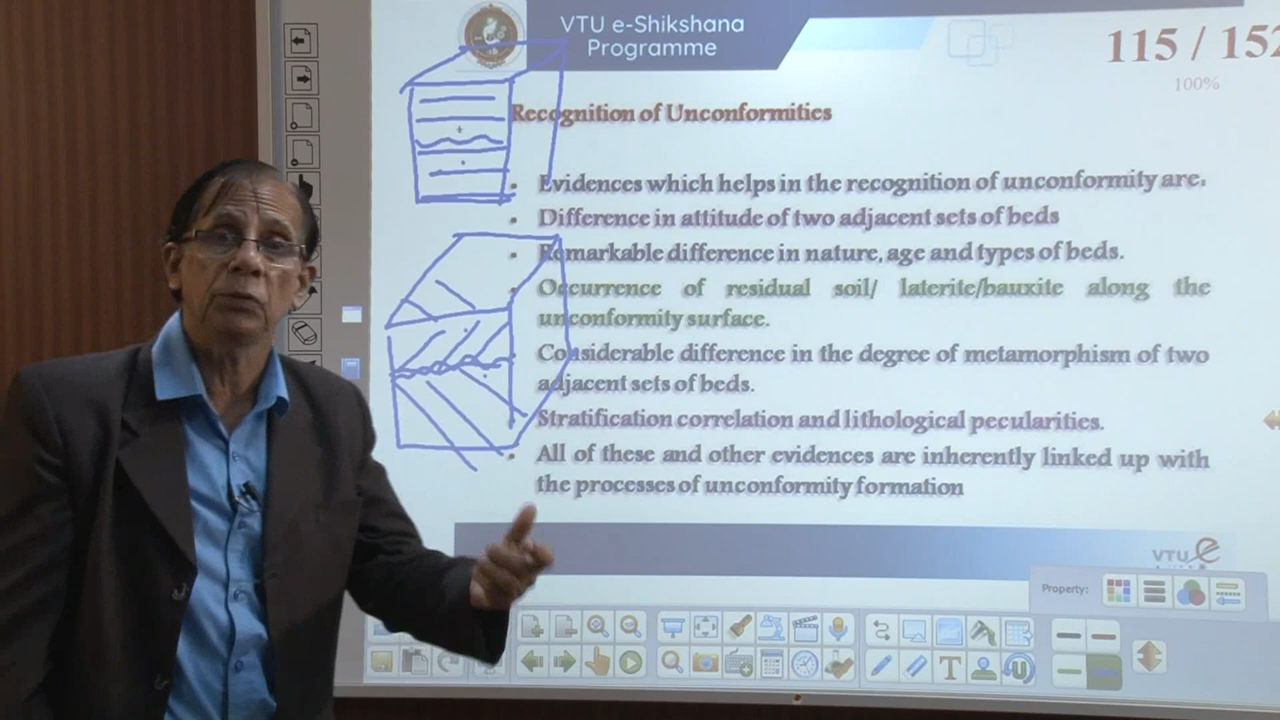 VTU e-Shikshana
Programme
115 / 152
100%
Recognition of Unconformities
• Evidences which helps in the recognition of unconformity are.
• Difference in attitude of two adjacent sets of beds
• Remarkable difference in nature, age and types of beds.
• Occurrence of residual soil/ laterite/bauxite along the
unconformity surface.
Considerable difference in the degree of metamorphism of two
adjacent sets of beds.
Stratification correlation and lithological pecularities.
• All of these and other evidences are inherently linked up with
the processes of unconformity formation
VTU e
Property: